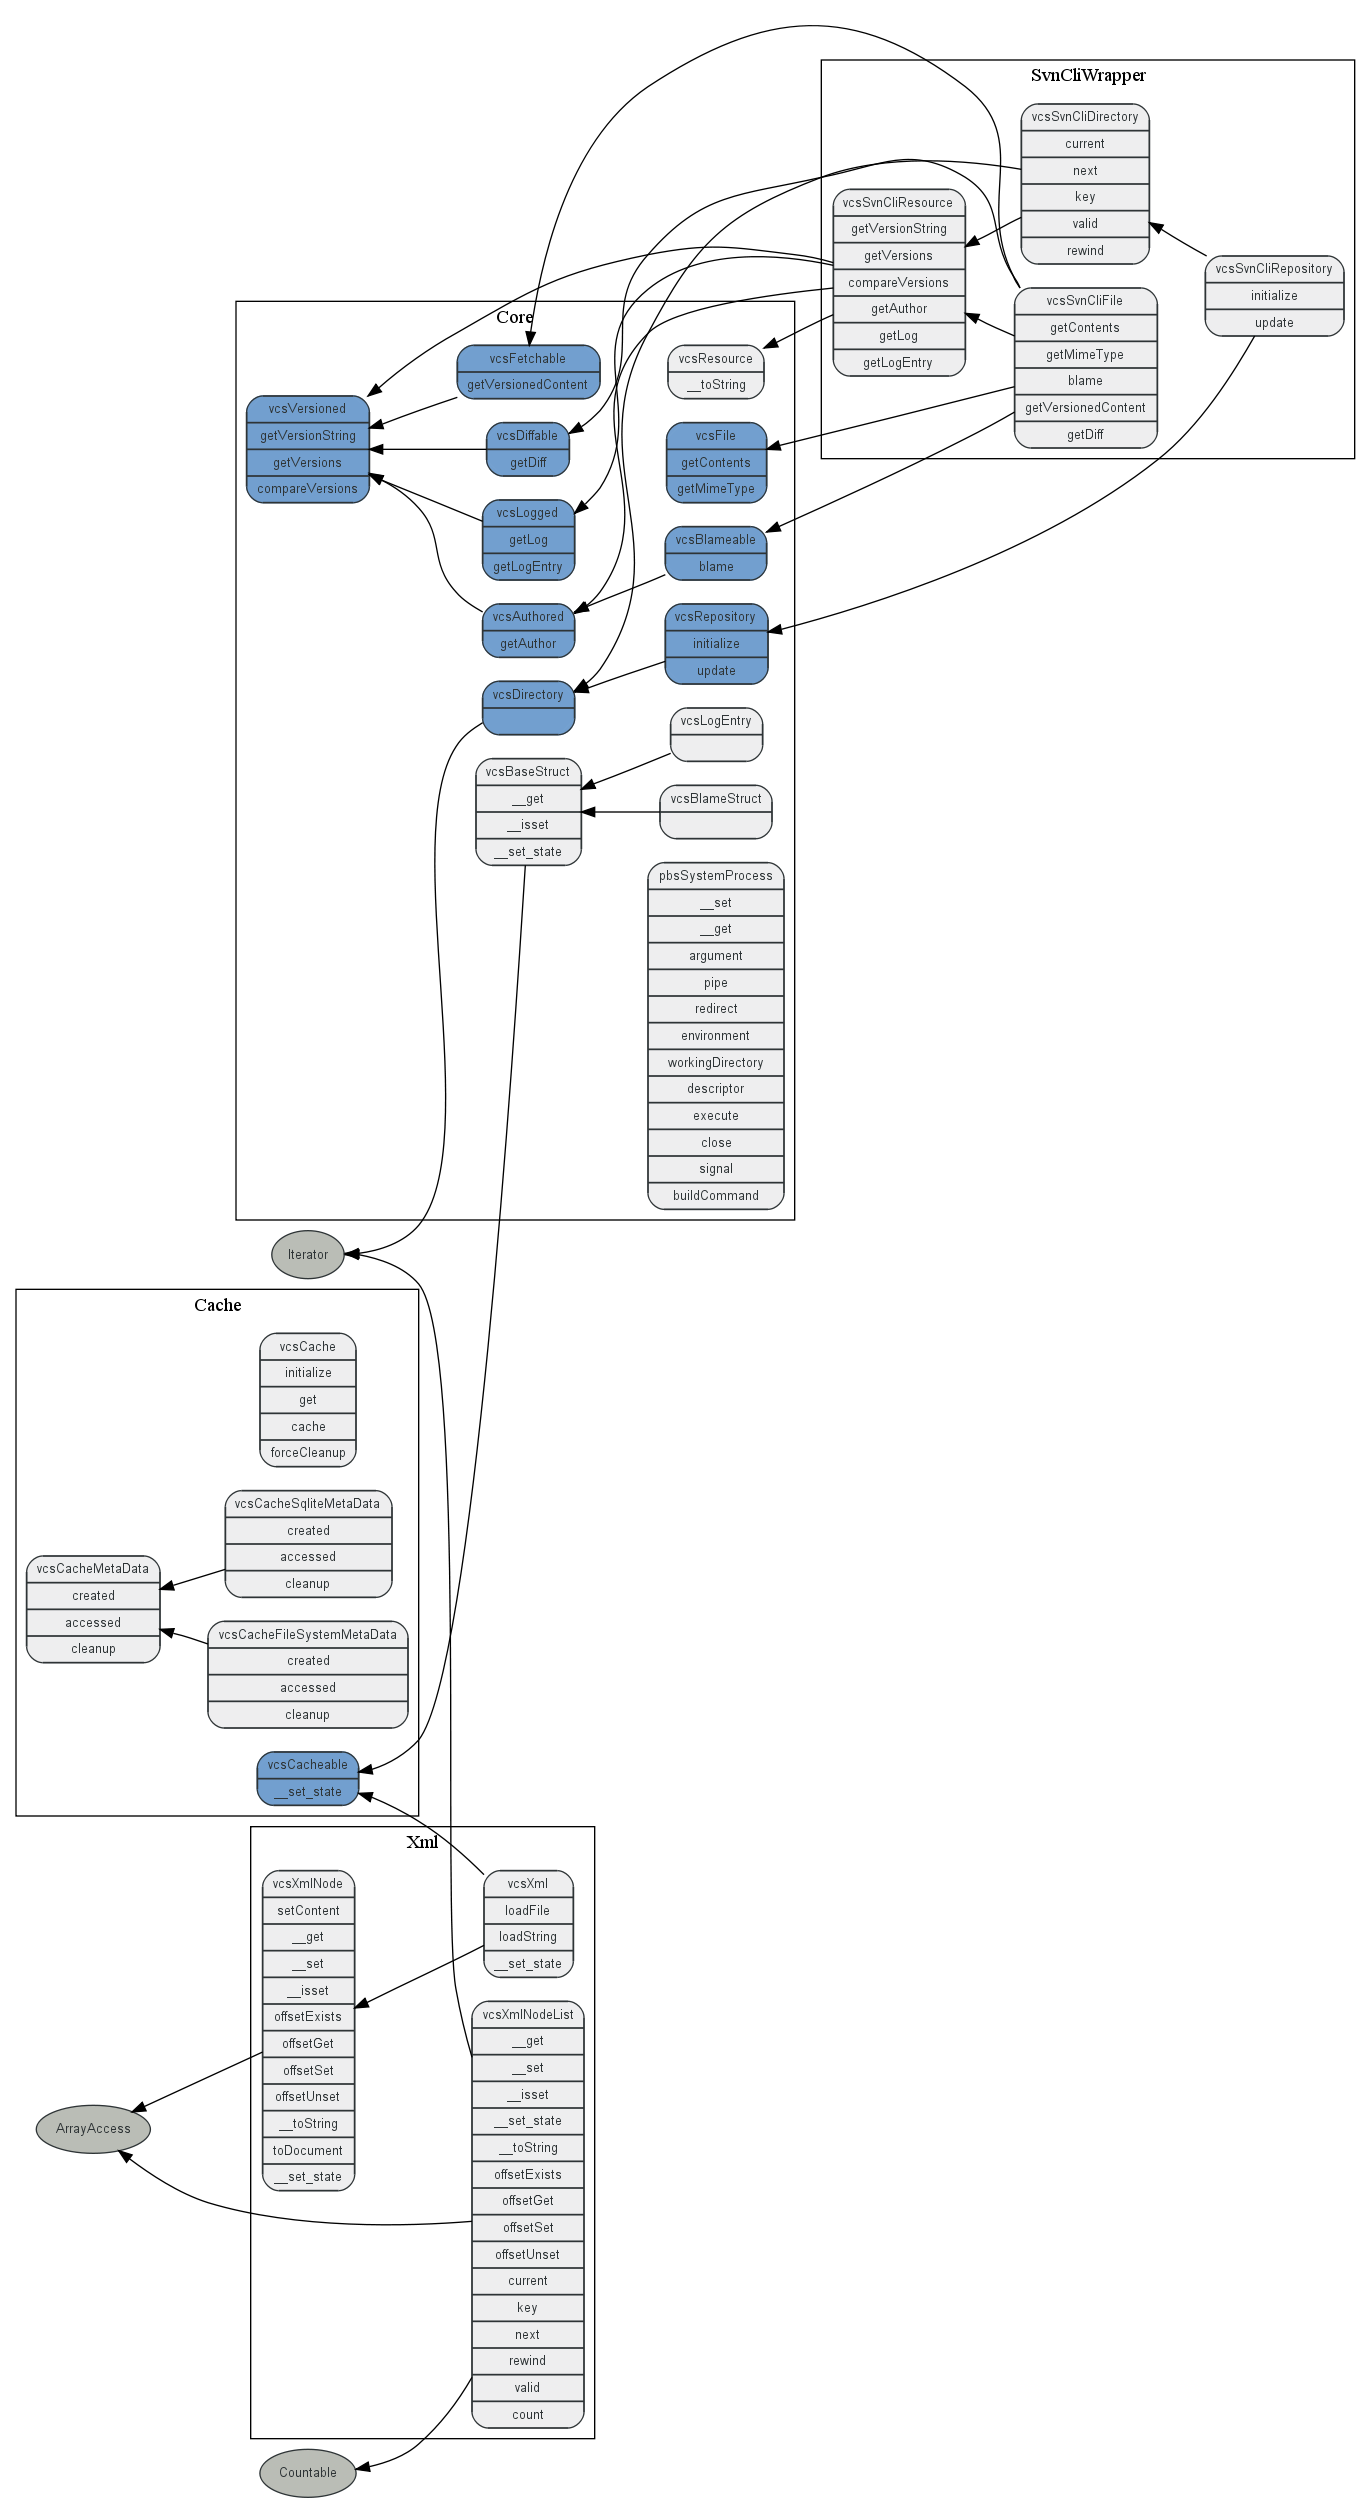 SvnCliWrapper
vcsSvnCliDirectory
current
next
key
valid
rewind
vcsSvnCliResource
getVersionString
getVersions
compareVersions
getAuthor
getLog
getLogEntry
vcsSvnCliRepository
initialize
update
vcsSvnCliFile
getContents
getMimeType
blame
getVersionedContent
getDiff
Core
vcsFetchable
getVersionedContent
vcsResource
__toString
vcsVersioned
getVersionString
getVersions
compareVersions
vcsDiffable
getDiff
vcsFile
getContents
getMimeType
vcsLogged
getLog
getLogEntry
vcsBlameable
blame
vcsAuthored
getAuthor
vcsRepository
initialize
update
vcsDirectory
vcsLogEntry
vcsBaseStruct
__get
__isset
__set_state
vcsBlameStruct
pbsSystemProcess
__set
__get
argument
pipe
redirect
environment
workingDirectory
descriptor
execute
close
signal
buildCommand
Iterator
Cache
vcsCache
initialize
get
cache
forceCleanup
vcsCacheSqliteMetaData
created
accessed
cleanup
vcsCacheMetaData
created
accessed
cleanup
vcsCacheFileSystemMetaData
created
accessed
cleanup
vcsCacheable
__set_state
Xml
vcsXmlNode
setContent
__get
__set
__isset
offsetExists
offsetGet
offsetSet
offsetUnset
__toString
toDocument
__set_state
vcsXml
loadFile
loadString
__set_state
vcsXmlNodeList
__get
__set
__isset
__set_state
__toString
offsetExists
offsetGet
offsetSet
offsetUnset
current
key
next
rewind
valid
count
ArrayAccess
Countable